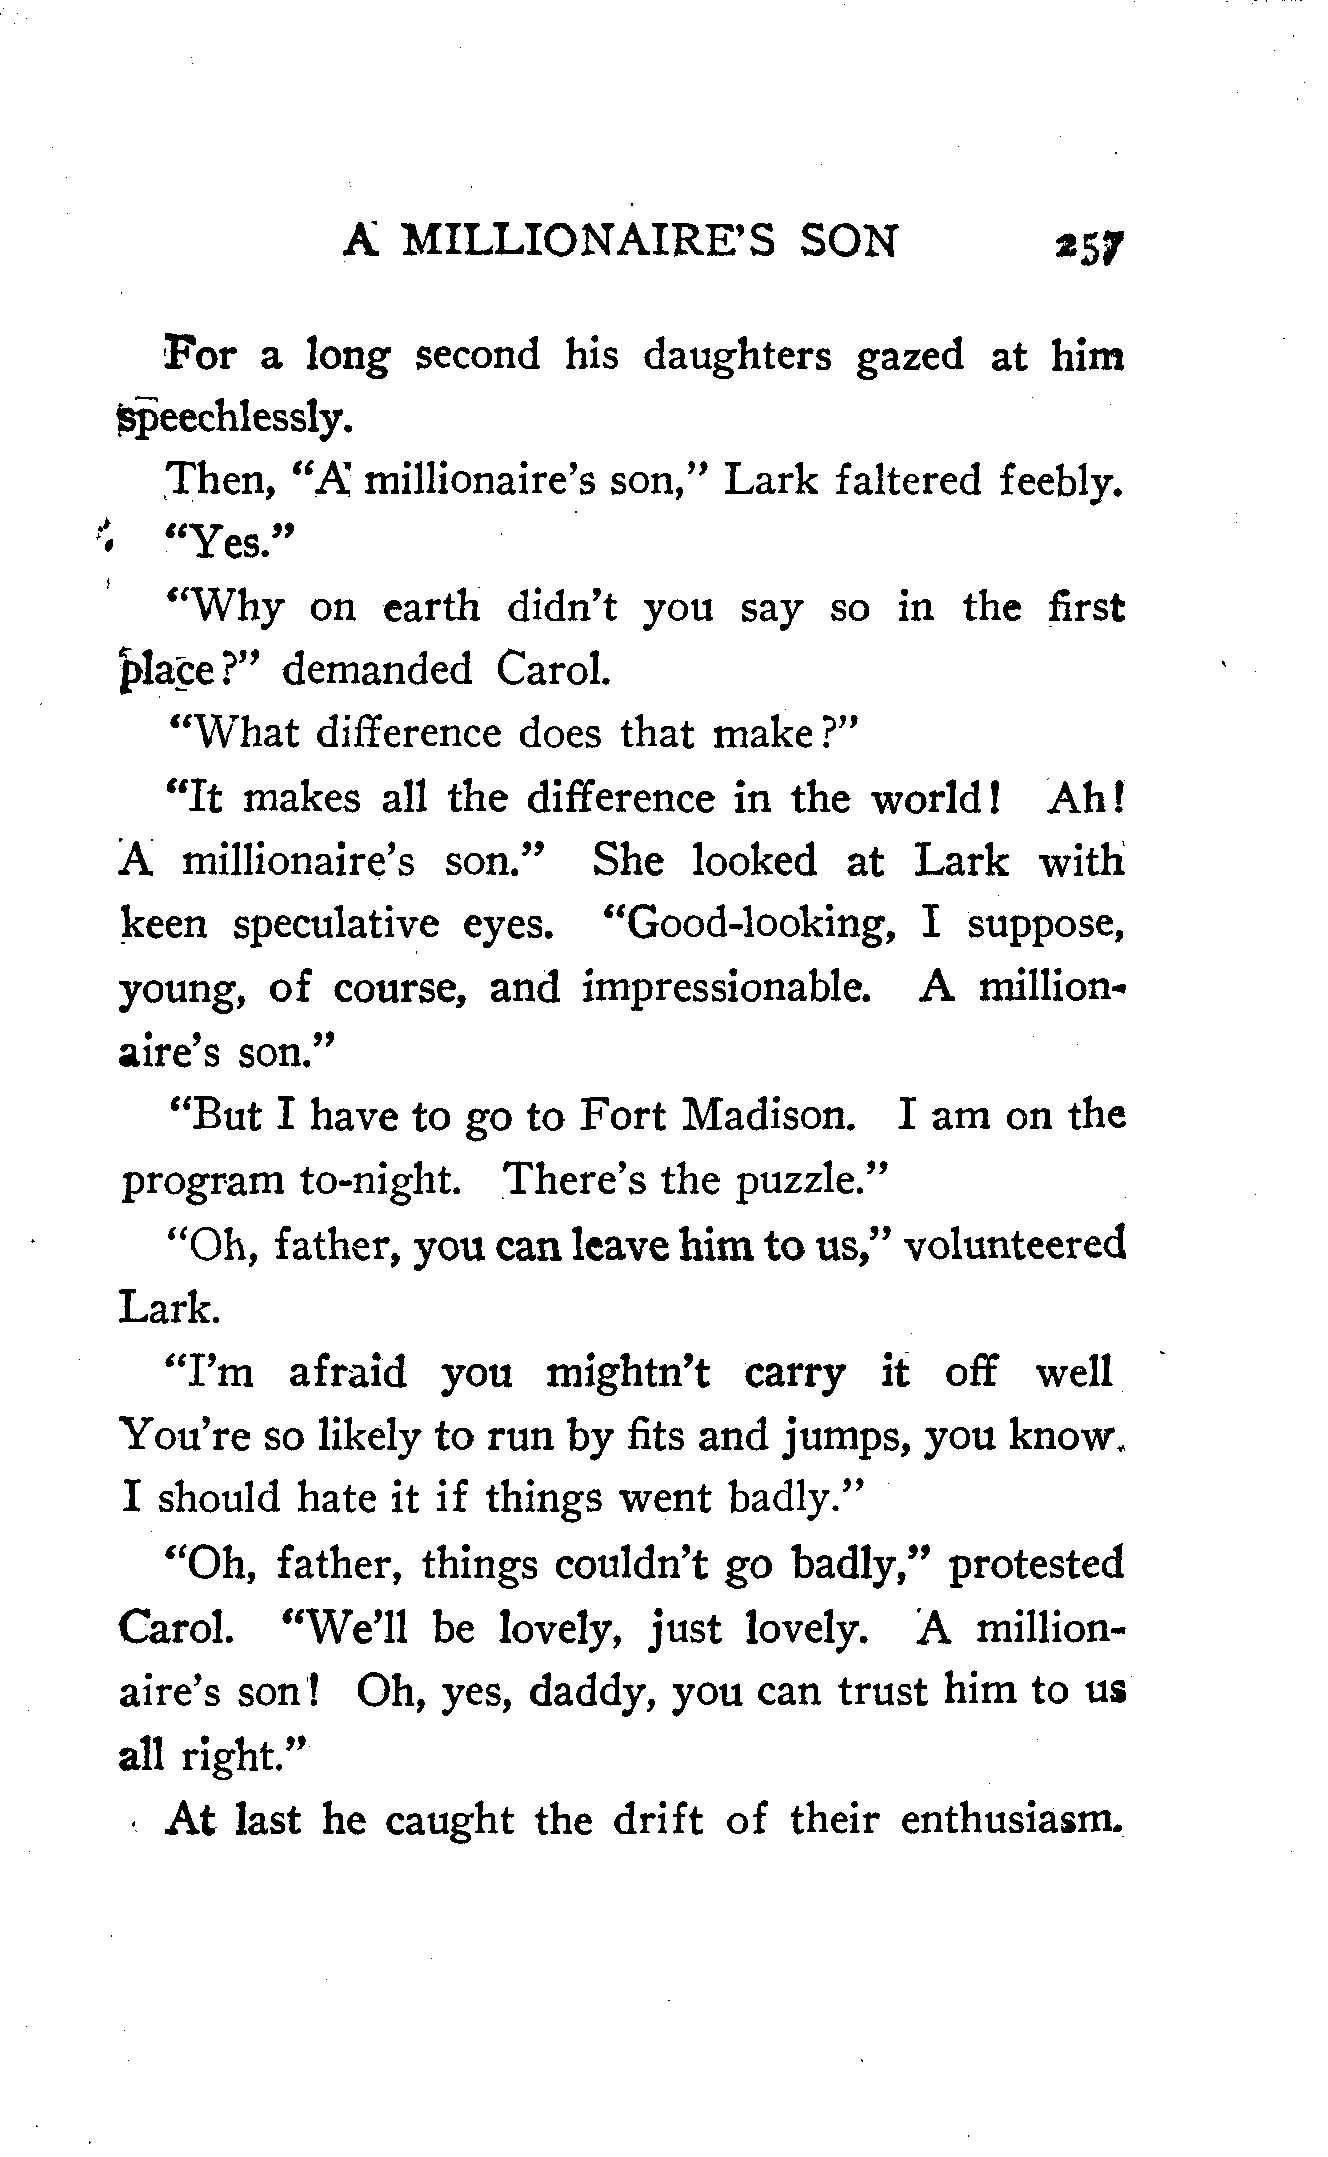 A MILLIONAIRE'S SON 257
For a long second his daughters gazed at him
speechlessly.
Then, "A millionaire's son," Lark faltered feebly.
"Yes."
"Why on earth didn't you say so in the first
place?" demanded Carol.
"What difference does that make?"
"It makes all the difference in the world! Ah!
A millionaire's son." She looked at Lark with
keen speculative eyes. "Good-looking, I suppose,
young, of course, and impressionable. A million-
aire's son."
"But I have to go to Fort Madison. I am on the
program to-night. There's the puzzle."
"Oh, father, you can leave him to us," volunteered
Lark.
"I'm afraid you mightn't carry it off well
You're so likely to run by fits and jumps, you know.
I should hate it if things went badly."
"Oh, father, things couldn't go badly," protested
Carol. "We'll be lovely, just lovely. A million-
aire's son! Oh, yes, daddy, you can trust him to us
all right."
At last he caught the drift of their enthusiasm.